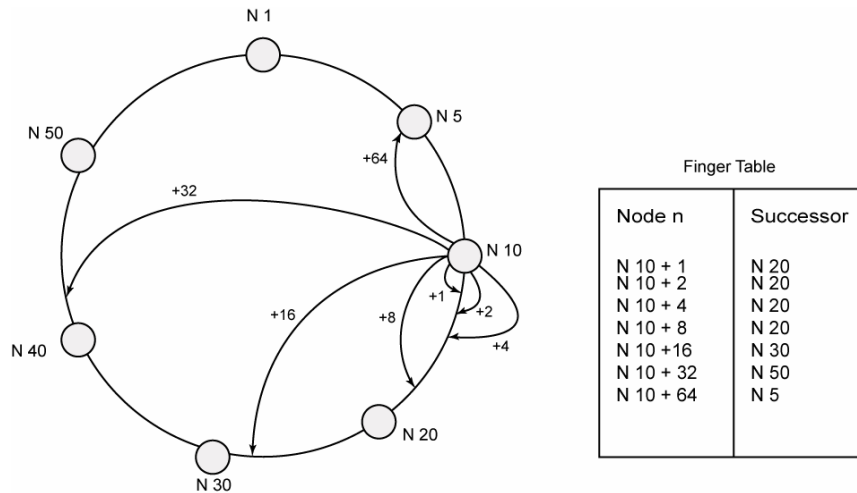 N 1
N 5
N 50
+64
+32
N 10
+1
+2
+16
+8
+4
N 40
N 20
N 30
Finger Table
Node n Successor
N 10 + 1 N 20
N 10 + 2 N 20
N 10 + 4 N 20
N 10 + 8 N 20
N 10 +16 N 30
N 10 + 32 N 50
N 10 + 64 N 5